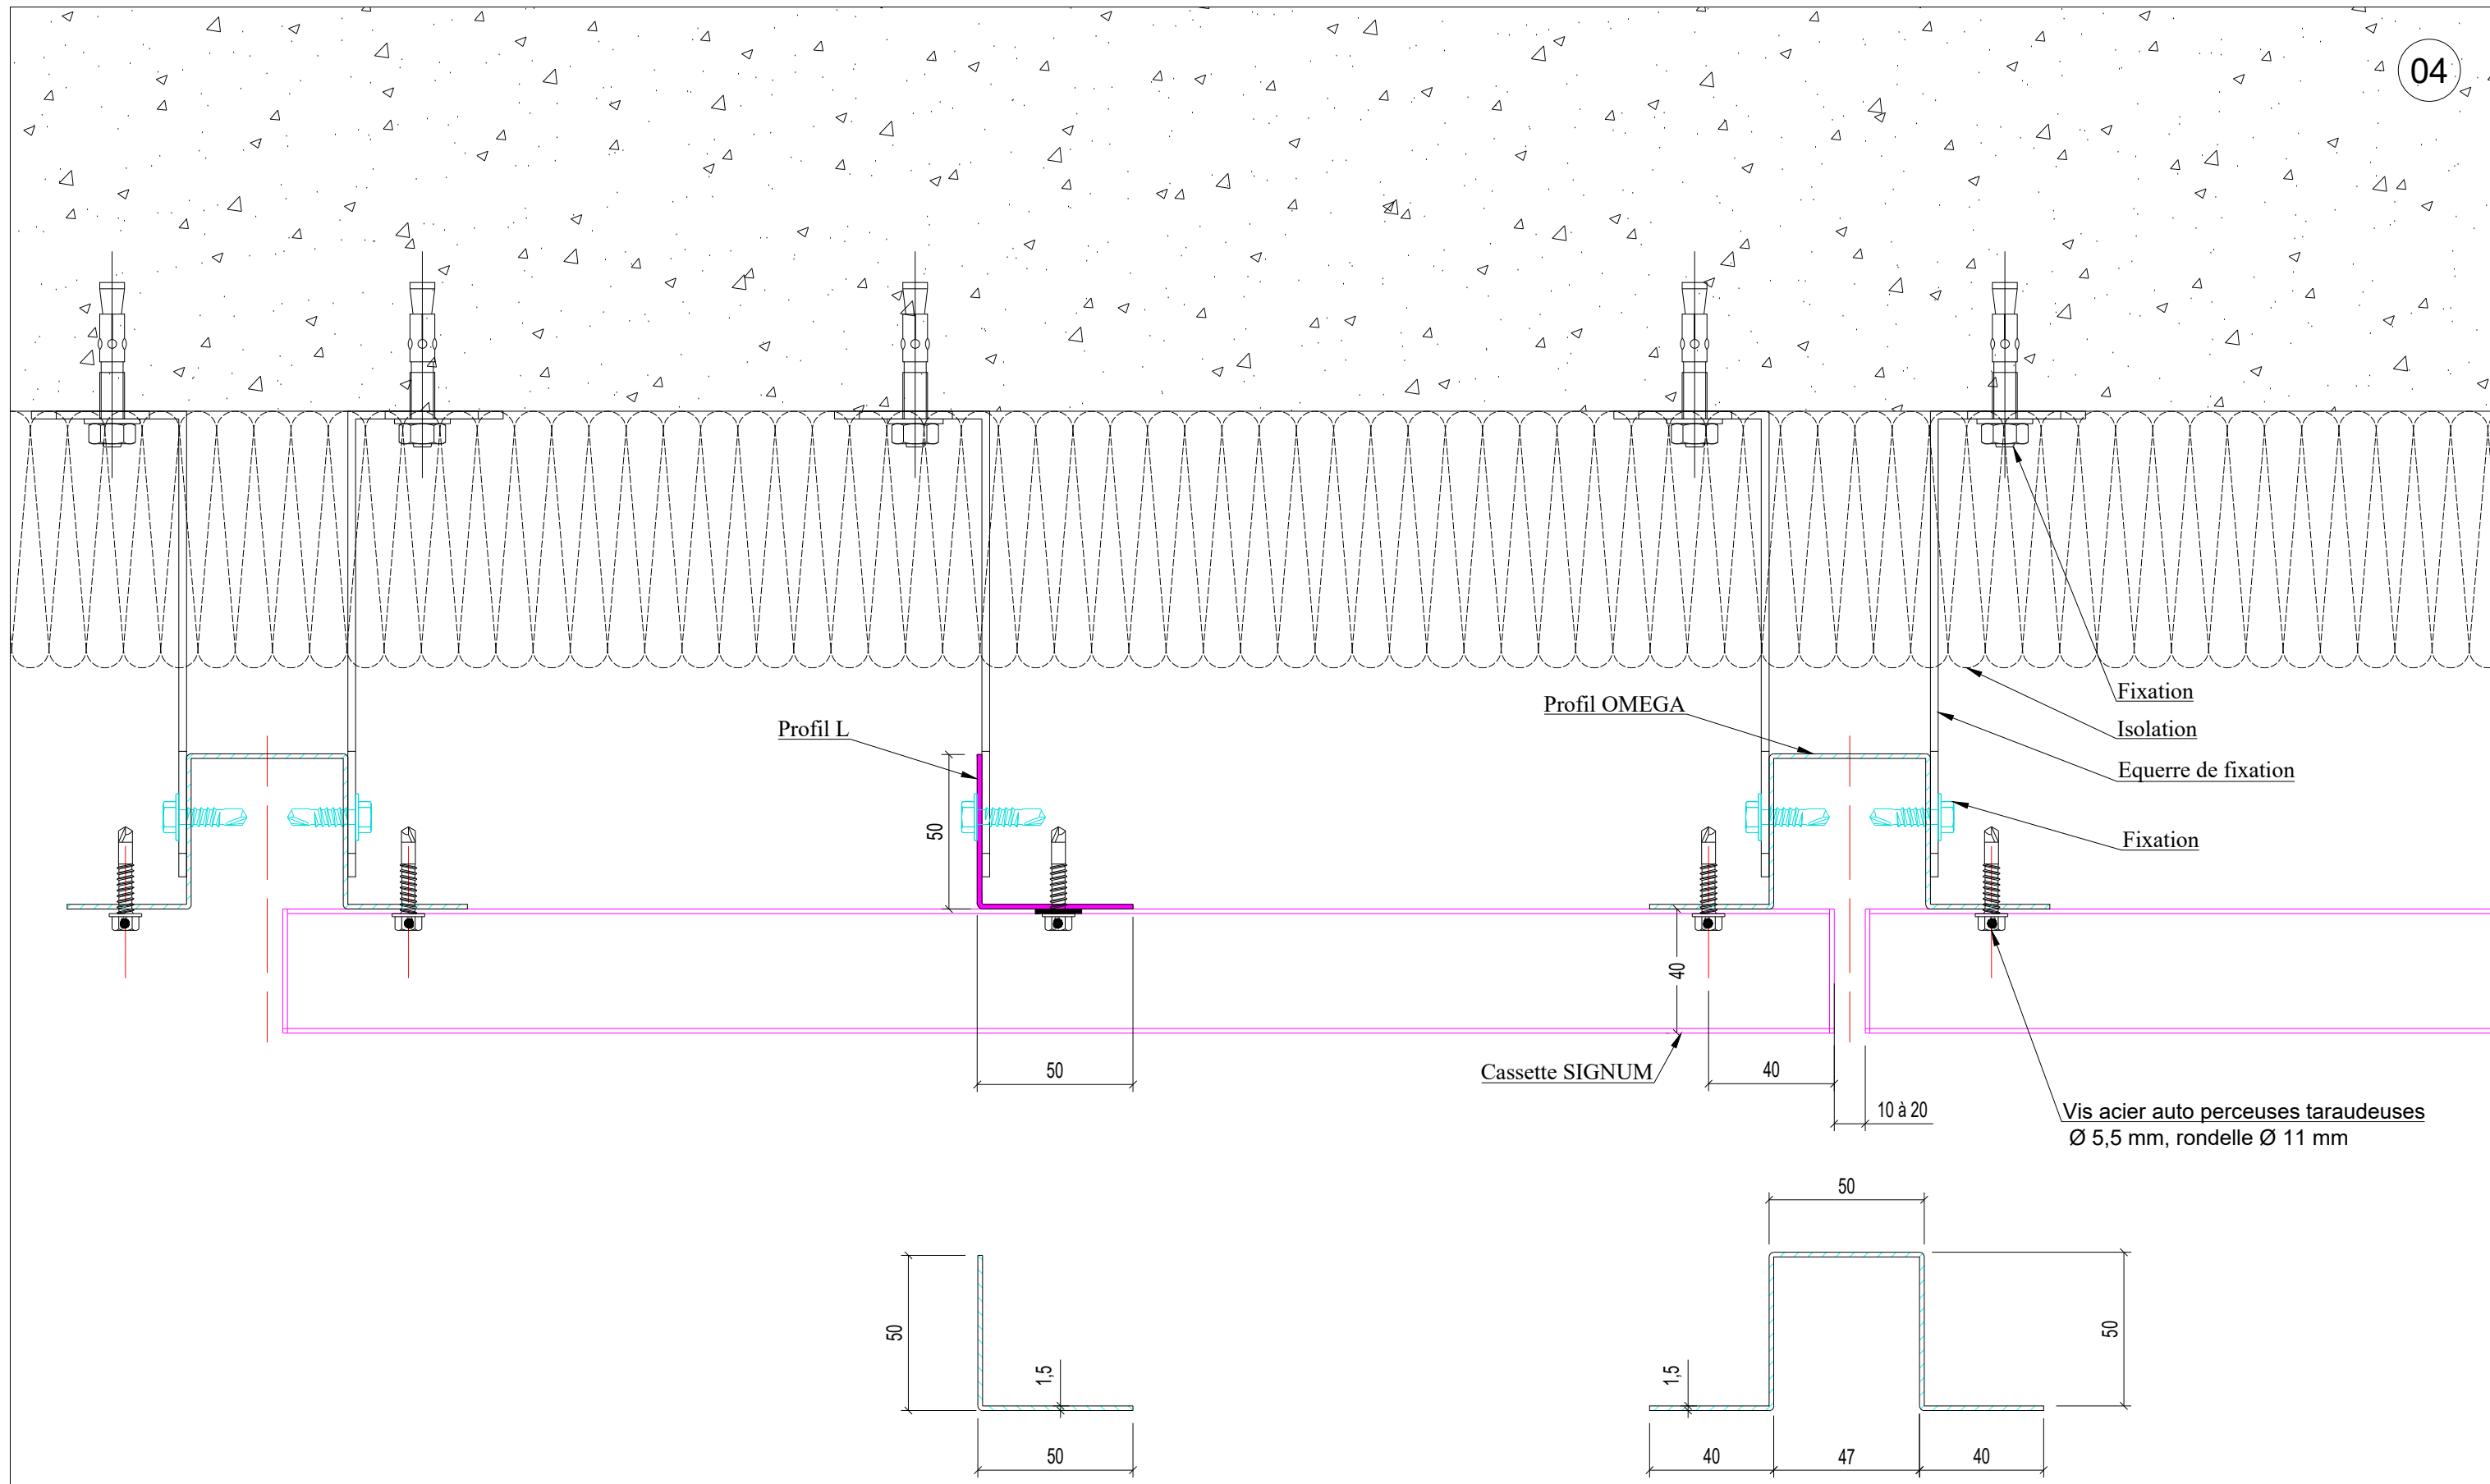 04
Fixation
Profil OMEGA
Profil L
Isolation
Equerre de fixation
50
Fixation
40
50
Cassette SIGNUM
40
10 à 20
Vis acier auto perceuses taraudeuses
Ø 5,5 mm, rondelle Ø 11 mm
50
50
1,5
50
1,5
50
40
47
40
50